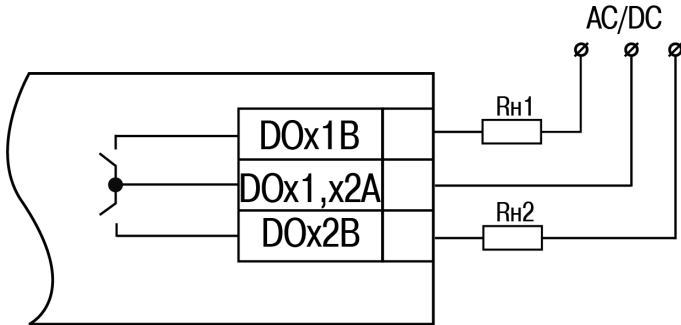 AC/DC
Rн1
DOx1B
DOx1,x2A
Rн2
DOx2B